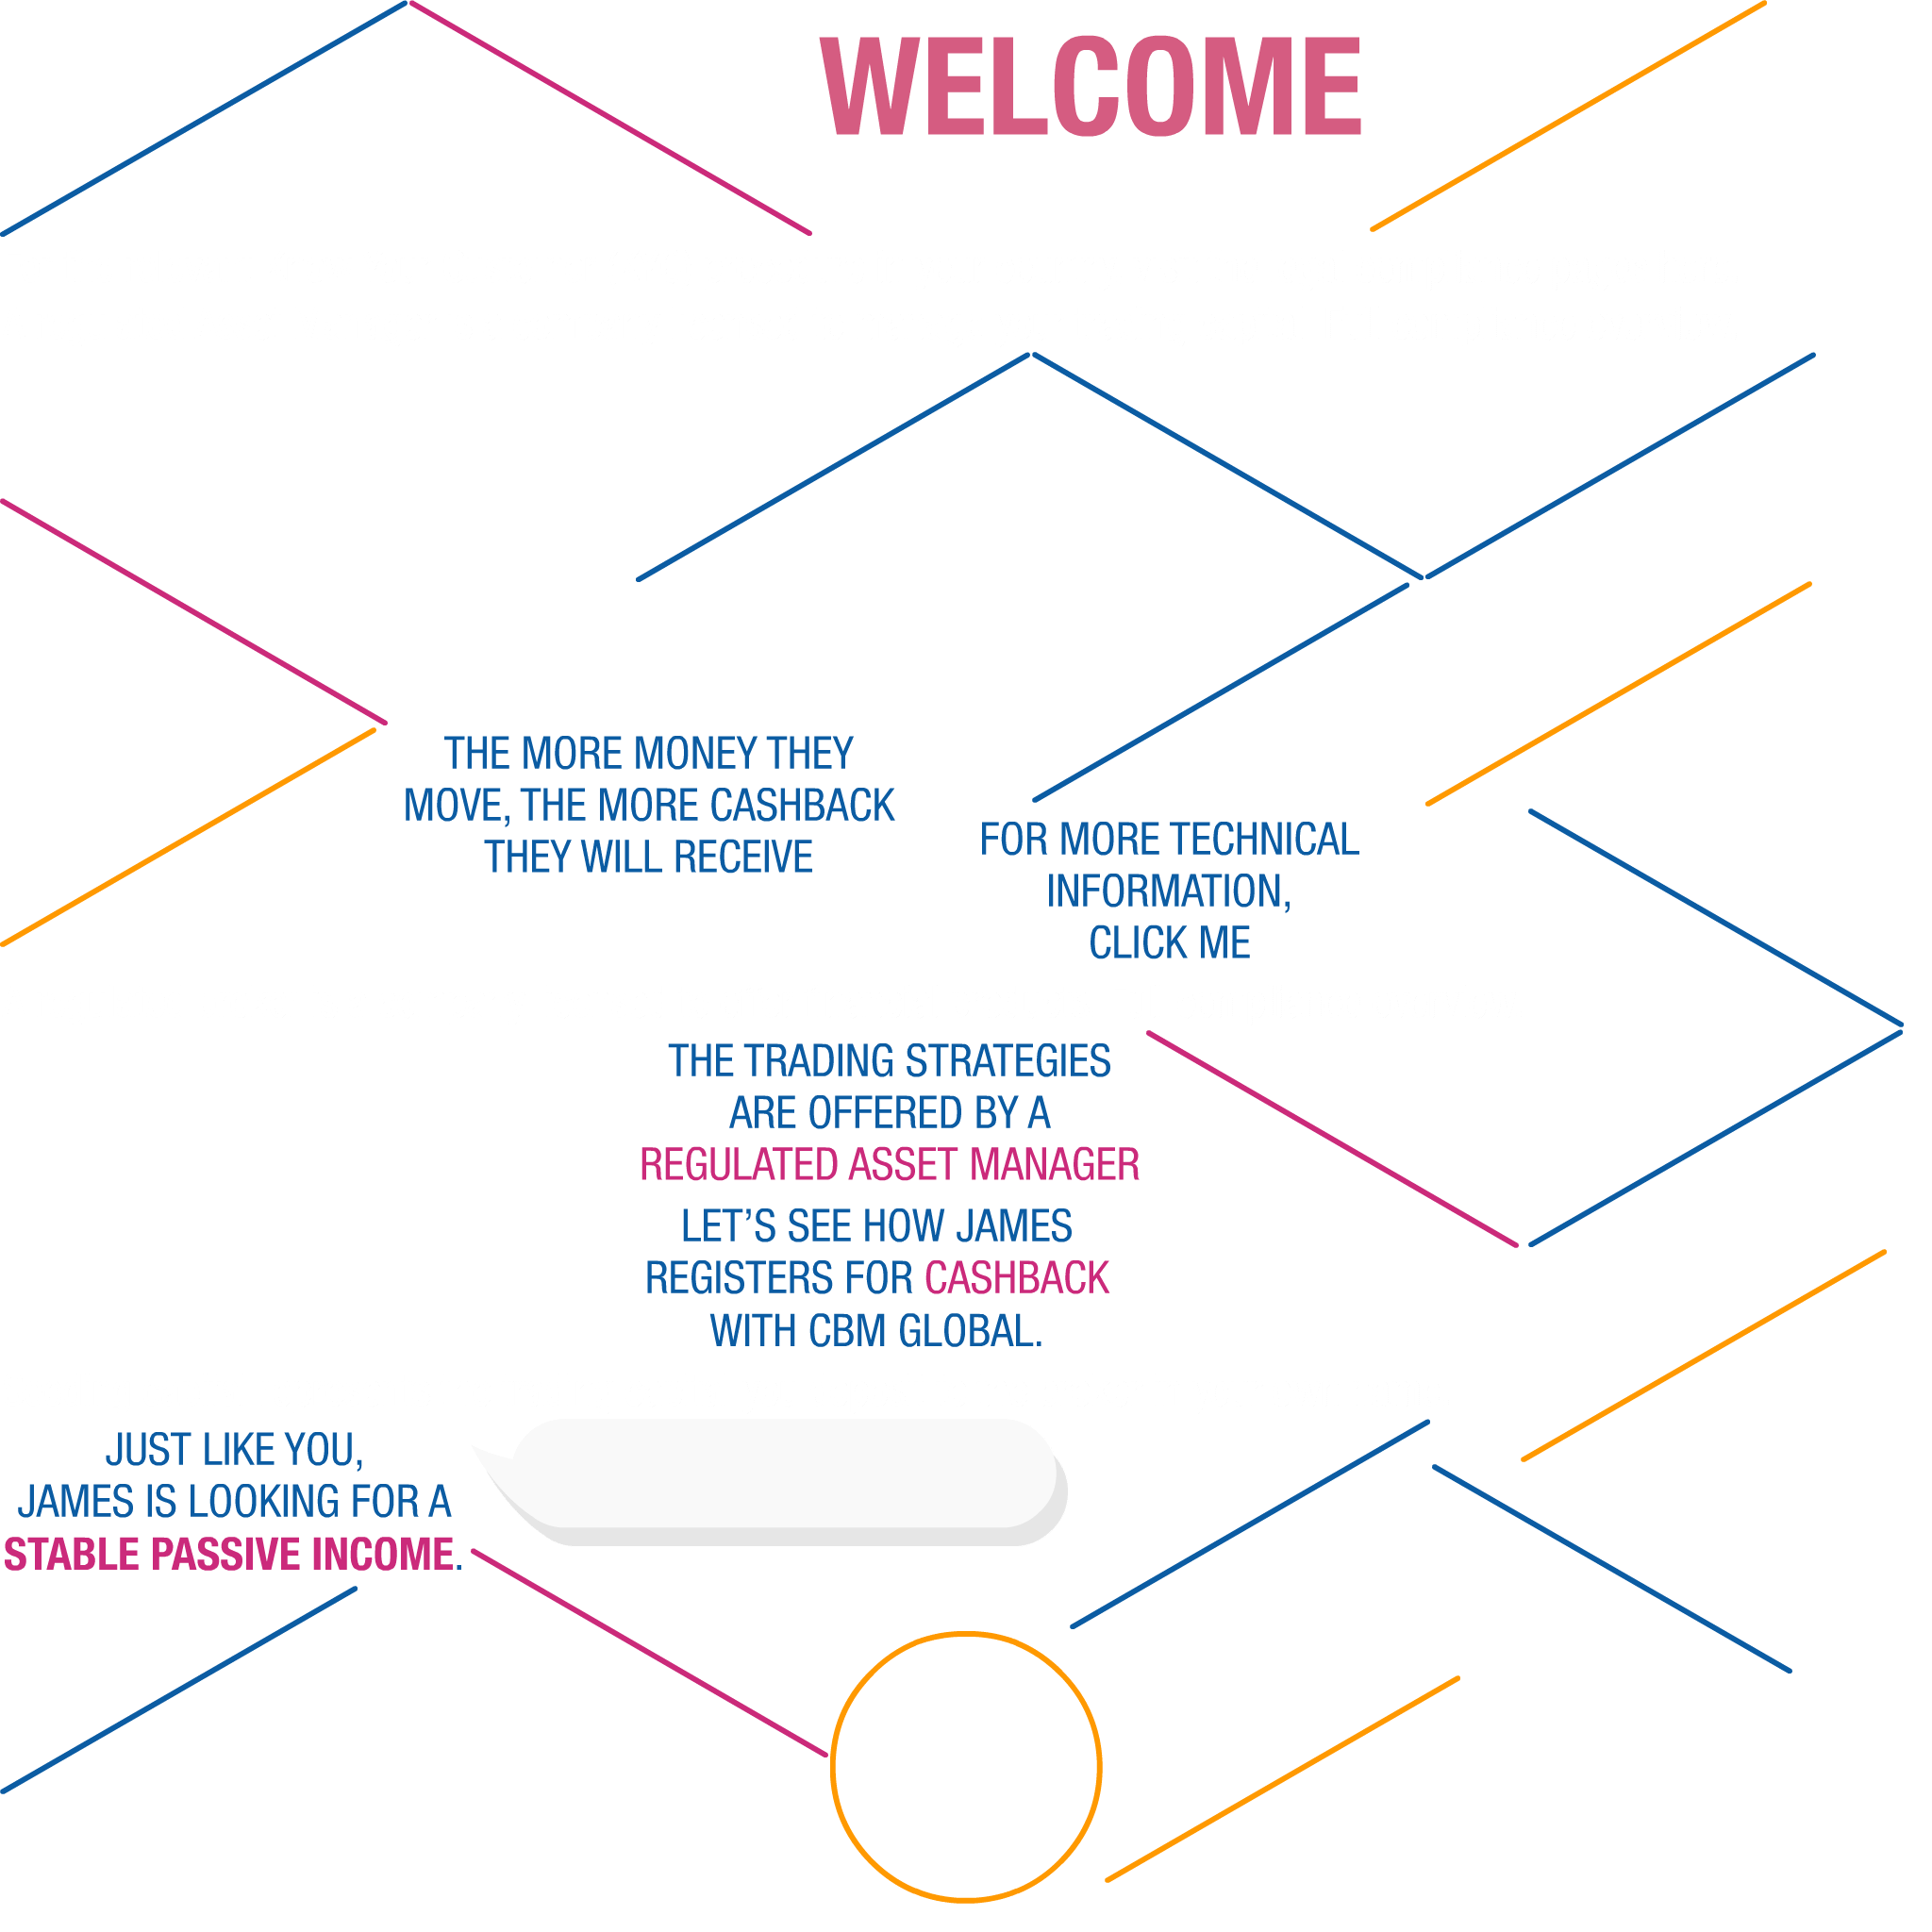 WELCOME
THE MORE MONEY THEY
MOVE, THE MORE CASHBACK
THEY WILL RECEIVE
FOR MORE TECHNICAL
INFORMATION,
CLICK ME
THE TRADING STRATEGIES
ARE OFFERED BY A
REGULATED ASSET MANAGER
LET’S SEE HOW JAMES
REGISTERS FOR CASHBACK
WITH CBM GLOBAL.
JUST LIKE YOU,
JAMES IS LOOKING FOR A
STABLE PASSIVE INCOME.